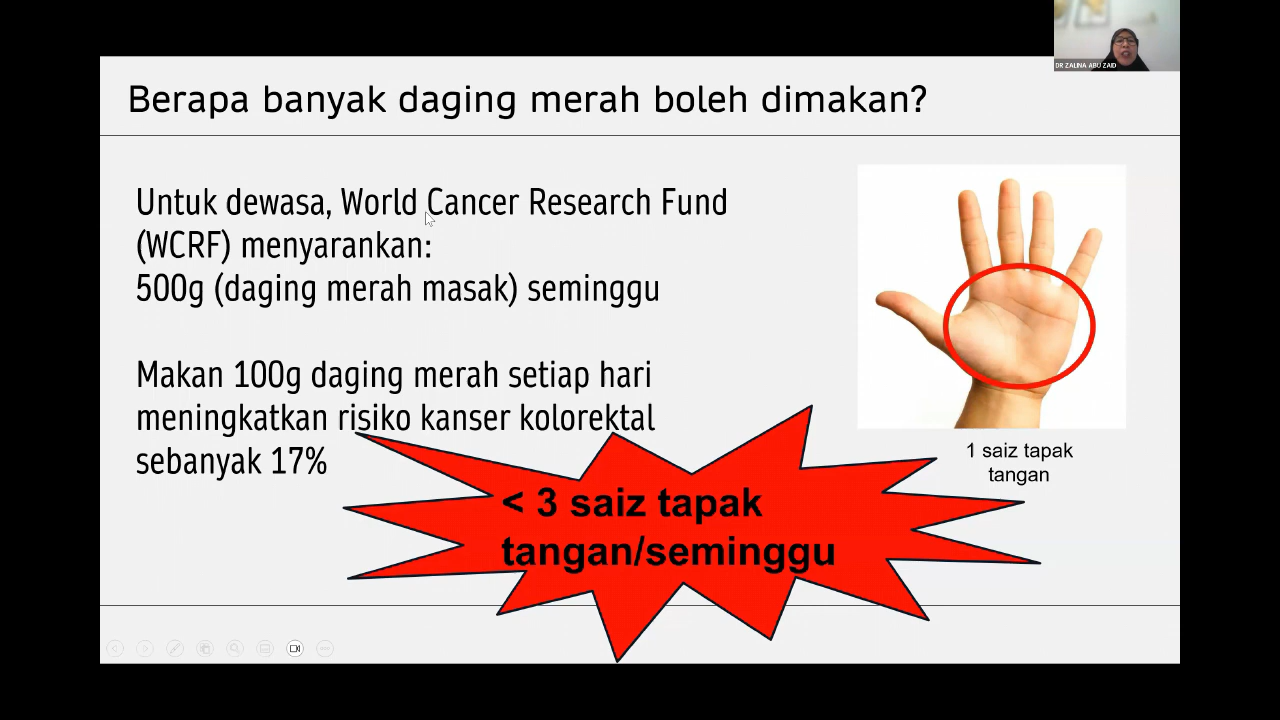 DR ZALINA ABU ZAID
Berapa banyak daging merah boleh dimakan?
Untuk dewasa, World Cancer Research Fund
(WCRF) menyarankan:
500g (daging merah masak) seminggu
Makan 100g daging merah setiap hari
meningkatkan risiko kanser kolorektal
sebanyak 17%
1 saiz tapak
tangan
< 3 saiz tapak
tangan/seminggu